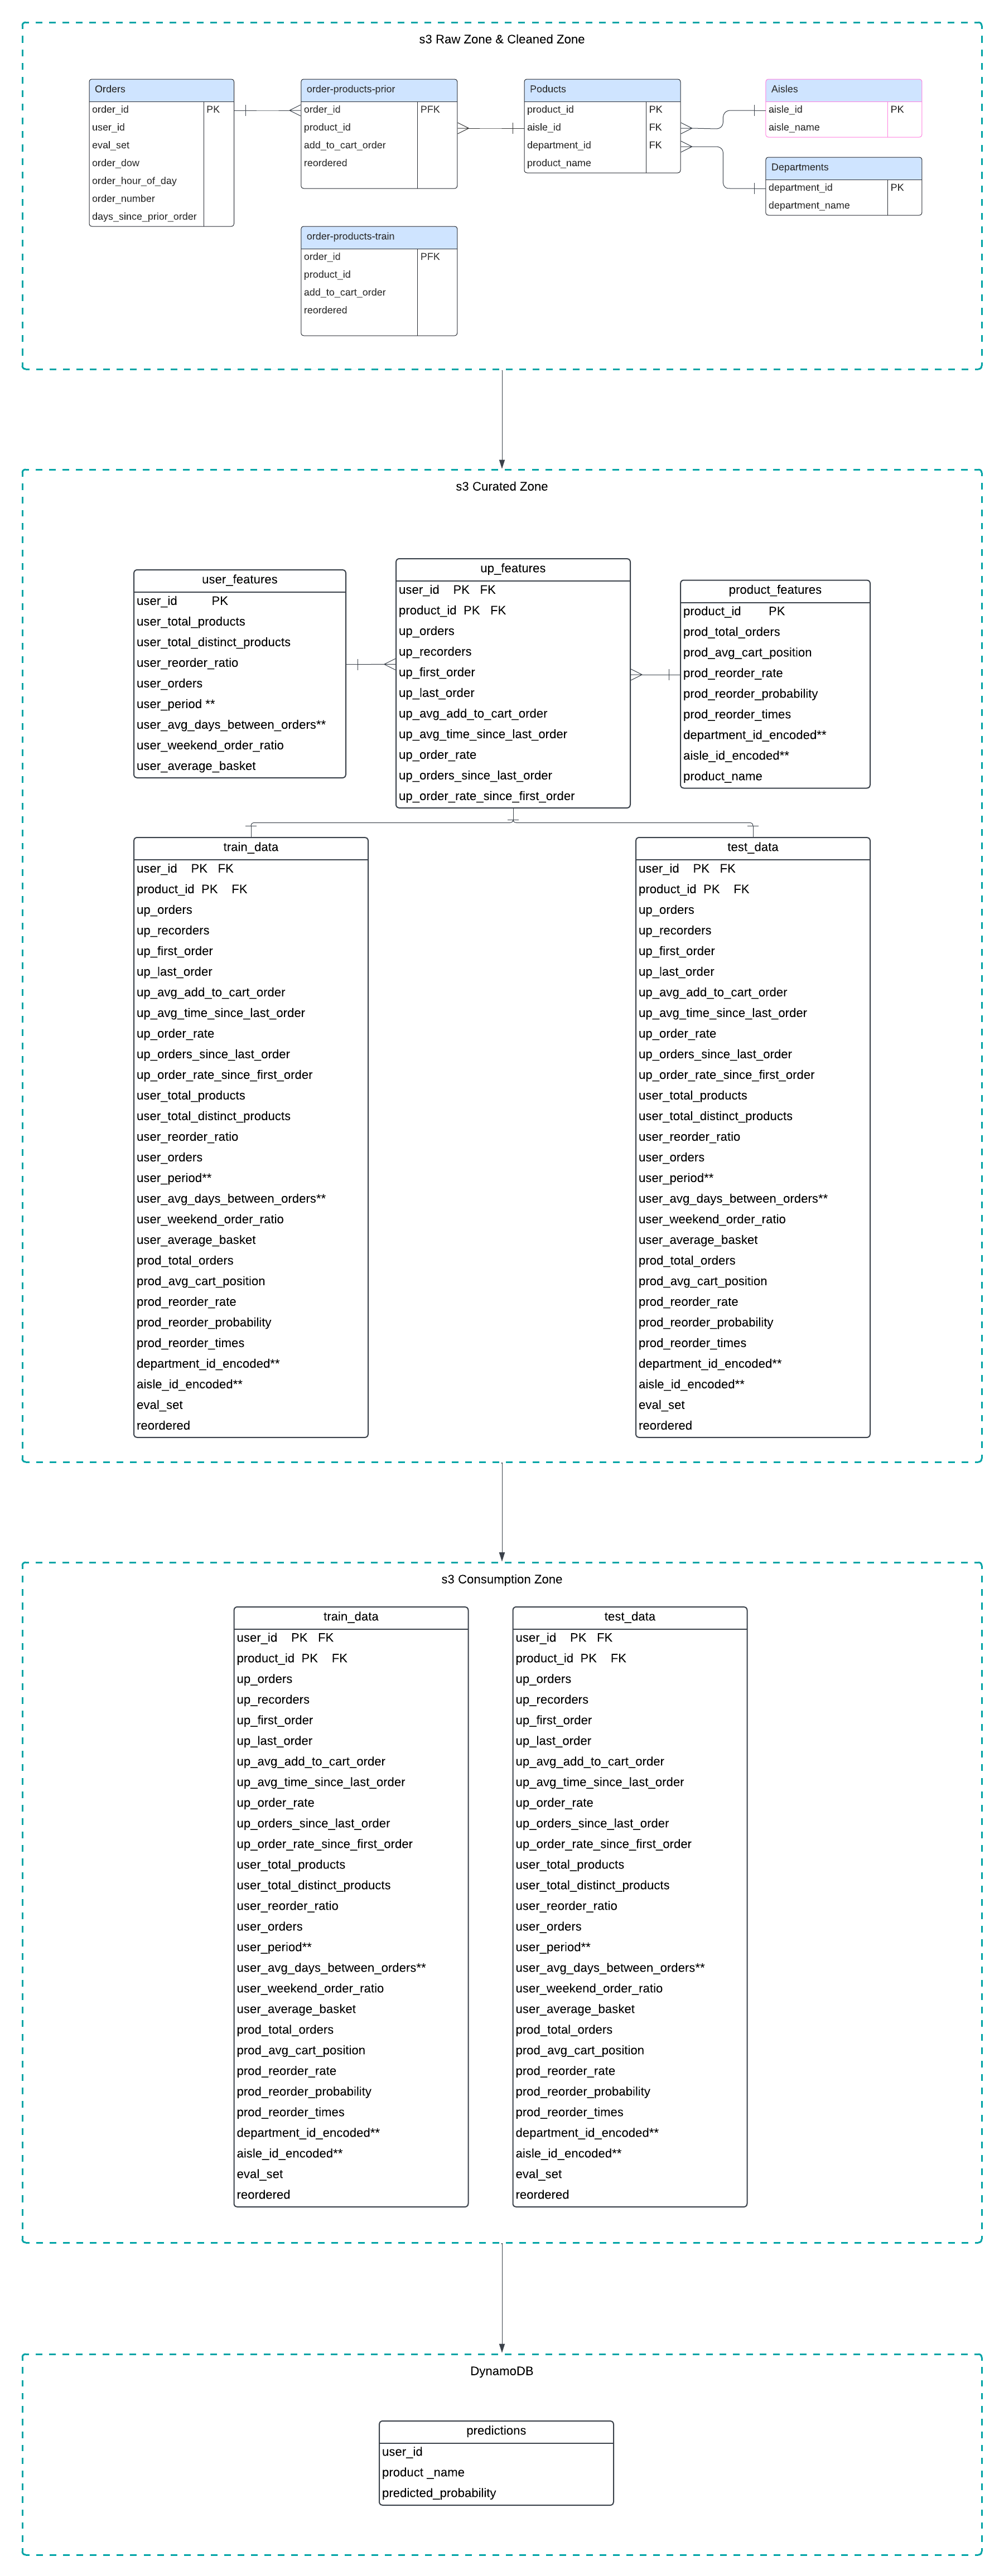 s3 Raw Zone & Cleaned Zone
Orders
order_id PK
user_id
eval_set
order_dow
order_hour_of_day
order_number
days_since_prior_order
order-products-prior
order_id PFK
product_id
add_to_cart_order
reordered
order-products-train
order_id PFK
product_id
add_to_cart_order
reordered
Poducts
product_id PK
aisle_id FK
department_id FK
product_name
Aisles
aisle_id PK
aisle_name
Departments
department_id PK
department_name
s3 Curated Zone
user_features
user_id PK
user_total_products
user_total_distinct_products
user_reorder_ratio
user_orders
user_period **
user_avg_days_between_orders**
user_weekend_order_ratio
user_average_basket
up_features
user_id PK FK
product_id PK FK
up_orders
up_recorders
up_first_order
up_last_order
up_avg_add_to_cart_order
up_avg_time_since_last_order
up_order_rate
up_orders_since_last_order
up_order_rate_since_first_order
product_features
product_id PK
prod_total_orders
prod_avg_cart_position
prod_reorder_rate
prod_reorder_probability
prod_reorder_times
department_id_encoded**
aisle_id_encoded**
product_name
train_data
user_id PK FK
product_id PK FK
up_orders
up_recorders
up_first_order
up_last_order
up_avg_add_to_cart_order
up_avg_time_since_last_order
up_order_rate
up_orders_since_last_order
up_order_rate_since_first_order
user_total_products
user_total_distinct_products
user_reorder_ratio
user_orders
user_period**
user_avg_days_between_orders**
user_weekend_order_ratio
user_average_basket
prod_total_orders
prod_avg_cart_position
prod_reorder_rate
prod_reorder_probability
prod_reorder_times
department_id_encoded**
aisle_id_encoded**
eval_set
reordered
test_data
user_id PK FK
product_id PK FK
up_orders
up_recorders
up_first_order
up_last_order
up_avg_add_to_cart_order
up_avg_time_since_last_order
up_order_rate
up_orders_since_last_order
up_order_rate_since_first_order
user_total_products
user_total_distinct_products
user_reorder_ratio
user_orders
user_period**
user_avg_days_between_orders**
user_weekend_order_ratio
user_average_basket
prod_total_orders
prod_avg_cart_position
prod_reorder_rate
prod_reorder_probability
prod_reorder_times
department_id_encoded**
aisle_id_encoded**
eval_set
reordered
s3 Consumption Zone
train_data
user_id PK FK
product_id PK FK
up_orders
up_recorders
up_first_order
up_last_order
up_avg_add_to_cart_order
up_avg_time_since_last_order
up_order_rate
up_orders_since_last_order
up_order_rate_since_first_order
user_total_products
user_total_distinct_products
user_reorder_ratio
user_orders
user_period**
user_avg_days_between_orders**
user_weekend_order_ratio
user_average_basket
prod_total_orders
prod_avg_cart_position
prod_reorder_rate
prod_reorder_probability
prod_reorder_times
department_id_encoded**
aisle_id_encoded**
eval_set
reordered
test_data
user_id PK FK
product_id PK FK
up_orders
up_recorders
up_first_order
up_last_order
up_avg_add_to_cart_order
up_avg_time_since_last_order
up_order_rate
up_orders_since_last_order
up_order_rate_since_first_order
user_total_products
user_total_distinct_products
user_reorder_ratio
user_orders
user_period**
user_avg_days_between_orders**
user_weekend_order_ratio
user_average_basket
prod_total_orders
prod_avg_cart_position
prod_reorder_rate
prod_reorder_probability
prod_reorder_times
department_id_encoded**
aisle_id_encoded**
eval_set
reordered
DynamoDB
predictions
user_id
product _name
predicted_probability